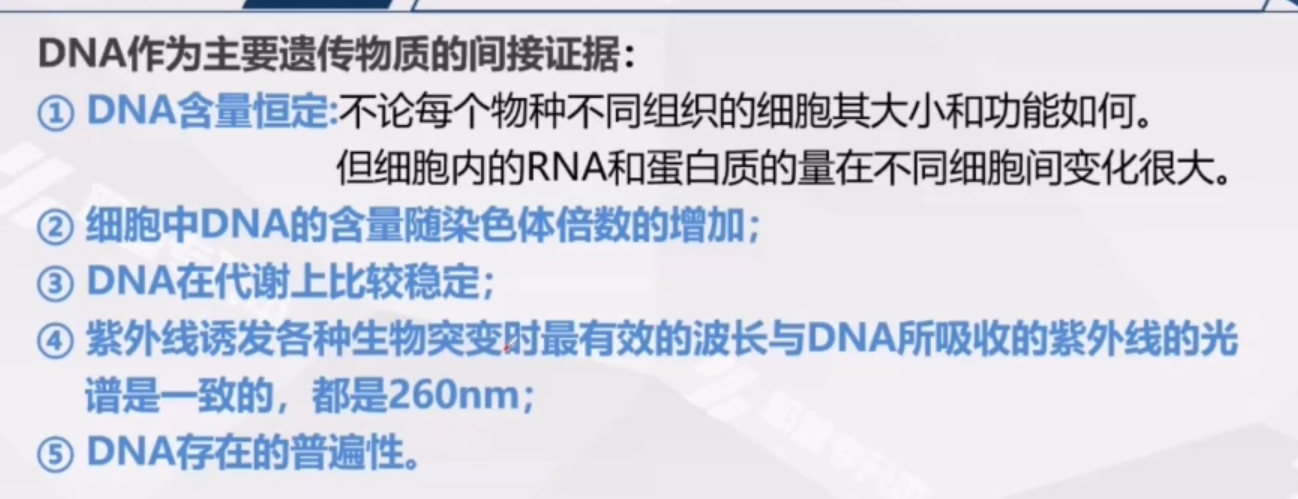 DNA作为主要遗传物质的间接证据：
① DNA含量恒定:不论每个物种不同组织的细胞其大小和功能如何。
但细胞内的RNA和蛋白质的量在不同细胞间变化很大。
② 细胞中DNA的含量随染色体倍数的增加；
③ DNA在代谢上比较稳定；
④ 紫外线诱发各种生物突变时最有效的波长与DNA所吸收的紫外线的光
谱是一致的，都是260nm；
⑤ DNA存在的普遍性。